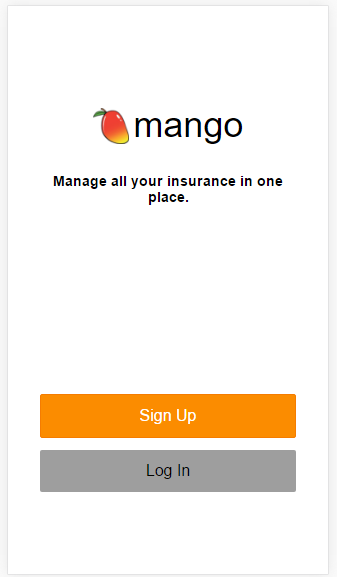 mango
Manage all your insurance in one
place.
Sign Up
Log In